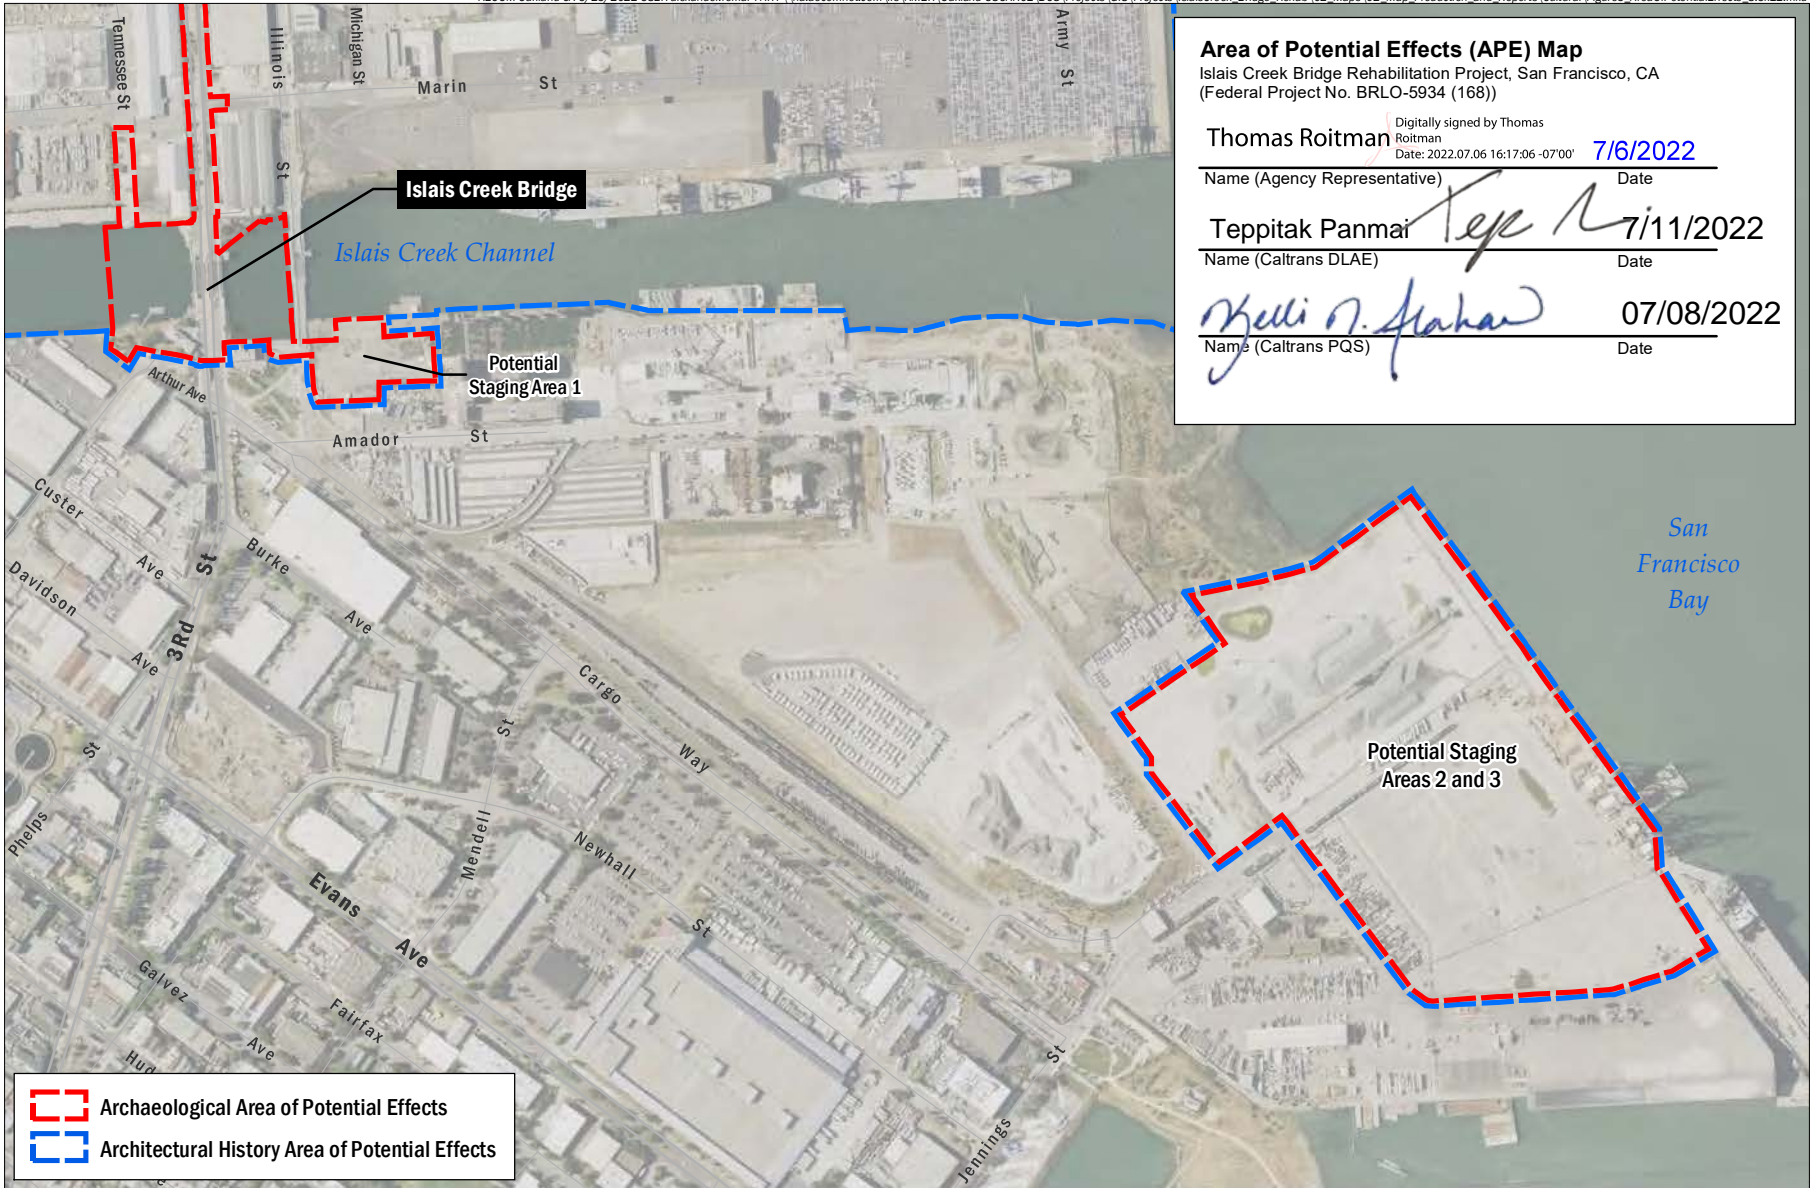 Area of Potential Effects (APE) Map
Islais Creek Bridge Rehabilitation Project, San Francisco, CA
(Federal Project No. BRLO-5934 (168))
Thomas Roitman
Digitally signed by Thomas
Roitman
Date: 2022.07.06 16:17:06 -07'00'
7/6/2022
Name (Agency Representative)
Date
Teppitak Panmai
7/11/2022
Name (Caltrans DLAE)
Date
07/08/2022
Name (Caltrans PQS)
Date
Tennessee St
Illinois
St
Michigan St
Marin St
Army St
Islais Creek Bridge
Islais Creek Channel
Potential
Staging Area 1
Arthur Ave
Amador St
Custer Ave
Davidson Ave
3Rd St
Burke Ave
Cargo Way
San
Francisco
Bay
Potential Staging
Areas 2 and 3
Phelps St
Mendell St
Newhall St
Evans Ave
Galvez Ave
Fairfax
Hud
Jennings St
Archaeological Area of Potential Effects
Architectural History Area of Potential Effects